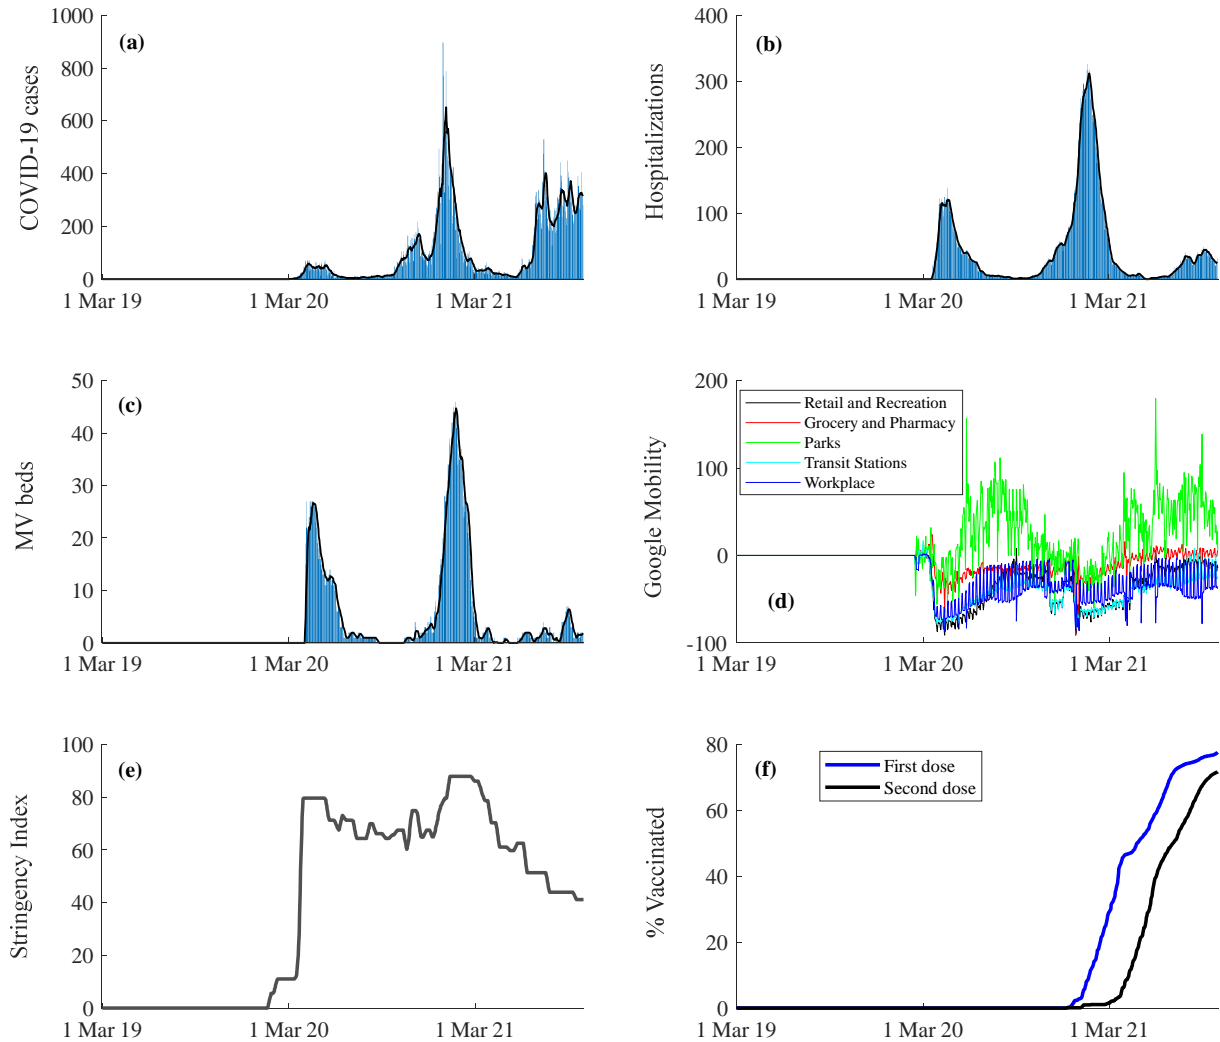 1000
800
600
400
200
0
COVID-19 cases
(a)
1 Mar 19
1 Mar 20
1 Mar 21
400
300
200
100
0
Hospitalizations
(b)
1 Mar 19
1 Mar 20
1 Mar 21
50
40
30
20
10
0
MV beds
(c)
1 Mar 19
1 Mar 20
1 Mar 21
200
100
0
-100
Google Mobility
Retail and Recreation
Grocery and Pharmacy
Parks
Transit Stations
Workplace
(d)
1 Mar 19
1 Mar 20
1 Mar 21
100
80
60
40
20
0
Stringency Index
(e)
1 Mar 19
1 Mar 20
1 Mar 21
80
60
40
20
0
% Vaccinated
(f)
First dose
Second dose
1 Mar 19
1 Mar 20
1 Mar 21